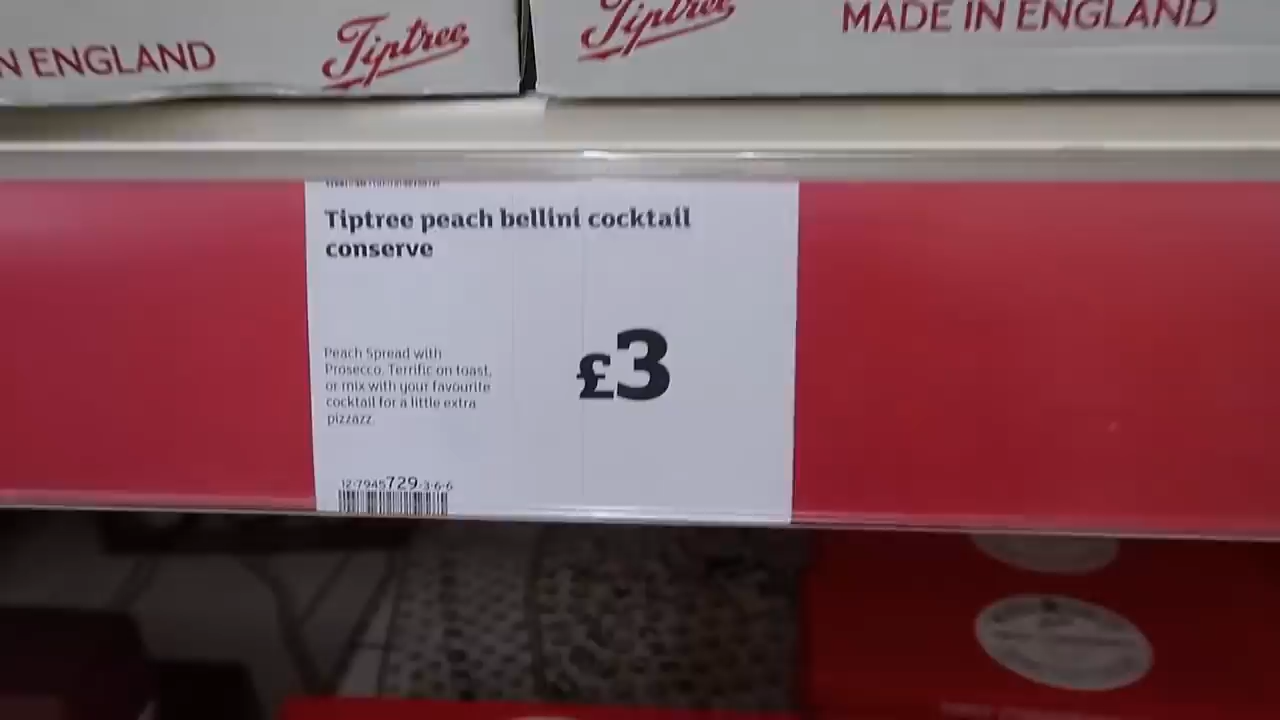 N ENGLAND
Tiptree
Tiptree
MADE IN ENGLAND
Tiptree peach bellini cocktail
conserve
£3
Peach Spread with
Prosecco. Terrific on toast,
or mix with your favourite
cocktail for a little extra
pizzazz.
12-7945729-3-6-6